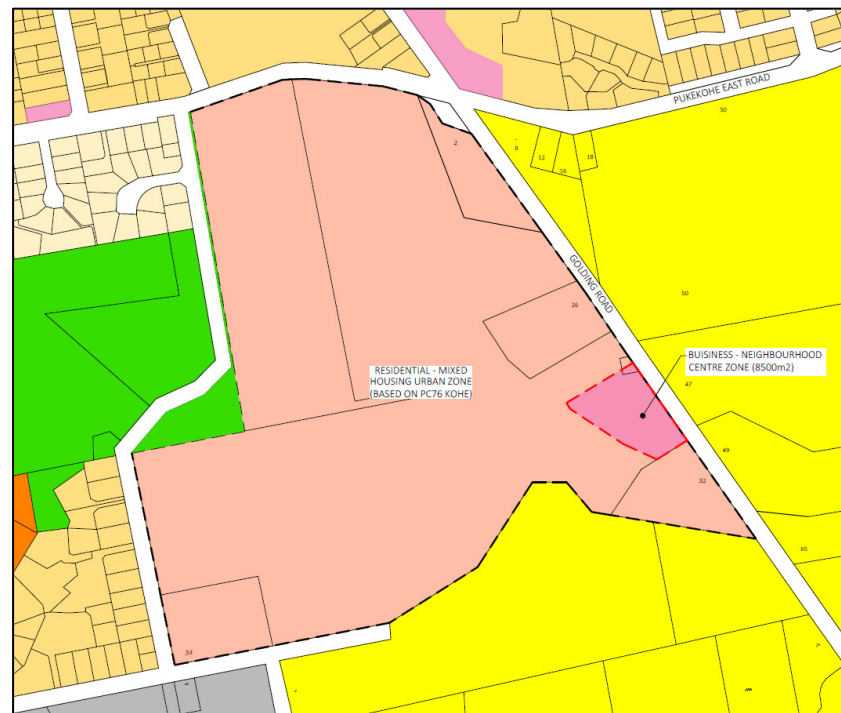 PUKEKOHE EAST ROAD
50
2
8
12
16
18
GOLDING ROAD
50
26
RESIDENTIAL - MIXED
HOUSING URBAN ZONE
(BASED ON PC76 KOHE)
BUISINESS - NEIGHBOURHOOD
CENTRE ZONE (8500m2)
47
49
52
65
53